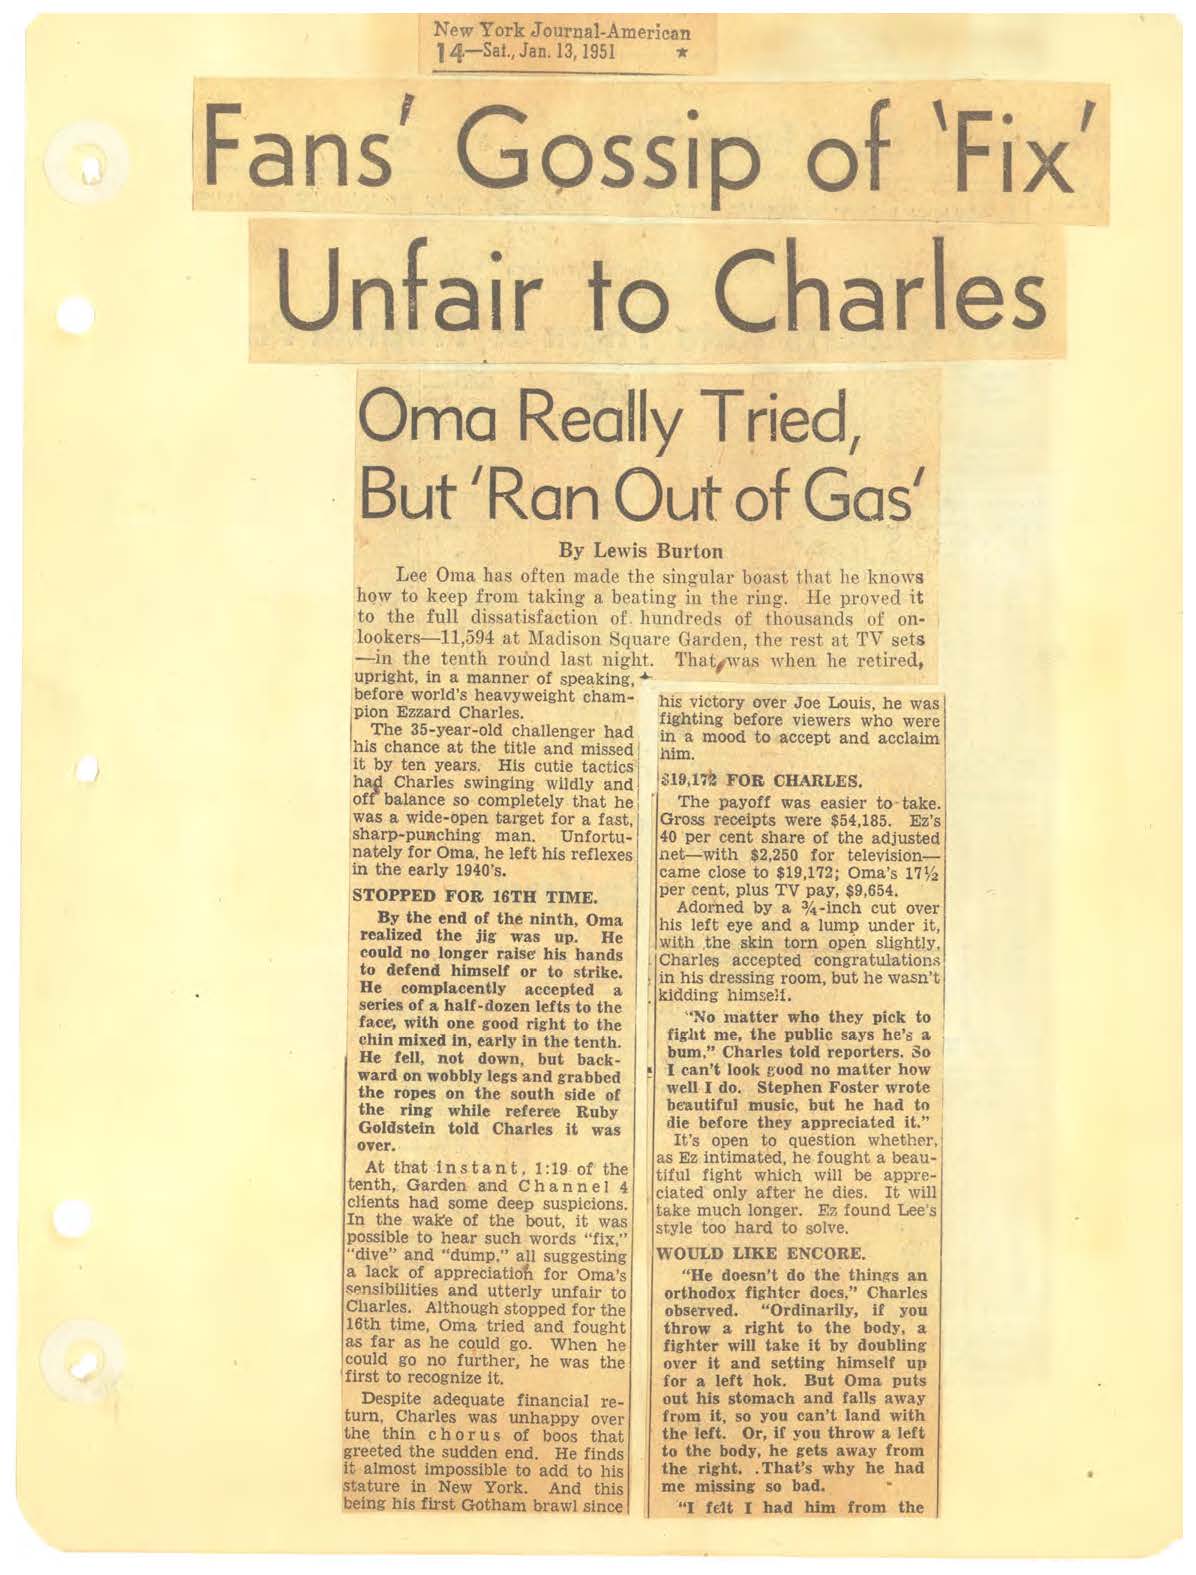 New York Journal-American
14—Sat., Jan. 13, 1951 ★
Fans' Gossip of 'Fix'
Unfair to Charles
Oma Really Tried,
But 'Ran Out of Gas'
By Lewis Burton
Lee Oma has often made the singular boast that he knows
how to keep from taking a beating in the ring. He proved it
to the full dissatisfaction of hundreds of thousands of on-
lookers—11,594 at Madison Square Garden, the rest at TV sets
—in the tenth round last night. That was when he retired,
upright, in a manner of speaking,
before world's heavyweight cham-
pion Ezzard Charles.
The 35-year-old challenger had
his chance at the title and missed
it by ten years. His cutie tactics
had Charles swinging wildly and
off balance so completely that he
was a wide-open target for a fast,
sharp-punching man. Unfortu-
nately for Oma, he left his reflexes
in the early 1940's.
STOPPED FOR 16TH TIME.
By the end of the ninth, Oma
realized the jig was up. He
could no longer raise his hands
to defend himself or to strike.
He complacently accepted a
series of a half-dozen lefts to the
face, with one good right to the
chin mixed in, early in the tenth.
He fell, not down, but back-
ward on wobbly legs and grabbed
the ropes on the south side of
the ring while referee Ruby
Goldstein told Charles it was
over.
At that instant, 1:19 of the
tenth, Garden and Channel 4
clients had some deep suspicions.
In the wake of the bout, it was
possible to hear such words "fix,"
"dive" and "dump," all suggesting
a lack of appreciation for Oma's
sensibilities and utterly unfair to
Charles. Although stopped for the
16th time, Oma tried and fought
as far as he could go. When he
could go no further, he was the
first to recognize it.
Despite adequate financial re-
turn, Charles was unhappy over
the thin chorus of boos that
greeted the sudden end. He finds
it almost impossible to add to his
stature in New York. And this
being his first Gotham brawl since
his victory over Joe Louis, he was
fighting before viewers who were
in a mood to accept and acclaim
him.
$19,172 FOR CHARLES.
The payoff was easier to take.
Gross receipts were $54,185. Ez's
40 per cent share of the adjusted
net—with $2,250 for television—
came close to $19,172; Oma's 17½
per cent, plus TV pay, $9,654.
Adorned by a ¾-inch cut over
his left eye and a lump under it,
with the skin torn open slightly,
Charles accepted congratulations
in his dressing room, but he wasn't
kidding himself.
"No matter who they pick to
fight me, the public says he's a
bum," Charles told reporters. So
I can't look good no matter how
well I do. Stephen Foster wrote
beautiful music, but he had to
die before they appreciated it."
It's open to question whether,
as Ez intimated, he fought a beau-
tiful fight which will be appre-
ciated only after he dies. It will
take much longer. Ez found Lee's
style too hard to solve.
WOULD LIKE ENCORE.
"He doesn't do the things an
orthodox fighter does," Charles
observed. "Ordinarily, if you
throw a right to the body, a
fighter will take it by doubling
over it and setting himself up
for a left hok. But Oma puts
out his stomach and falls away
from it, so you can't land with
the left. Or, if you throw a left
to the body, he gets away from
the right. .That's why he had
me missing so bad.
"I felt I had him from the